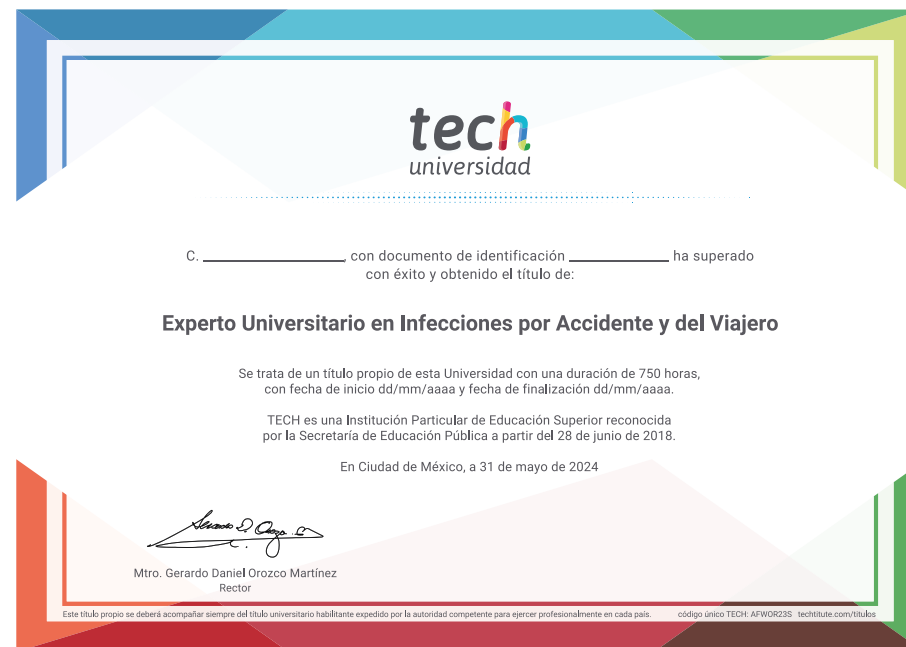 tech
universidad
C. ____________, con documento de identificación ____________ ha superado
con éxito y obtenido el título de:
Experto Universitario en Infecciones por Accidente y del Viajero
Se trata de un título propio de esta Universidad con una duración de 750 horas,
con fecha de inicio dd/mm/aaaa y fecha de finalización dd/mm/aaaa.
TECH es una Institución Particular de Educación Superior reconocida
por la Secretaría de Educación Pública a partir del 28 de junio de 2018.
En Ciudad de México, a 31 de mayo de 2024
Mtro. Gerardo Daniel Orozco Martínez
Rector
Este título propio se deberá acompañar siempre del título universitario habilitante expedido por la autoridad competente para ejercer profesionalmente en cada país. código único TECH: AFWOR23S techtitute.com/titulos